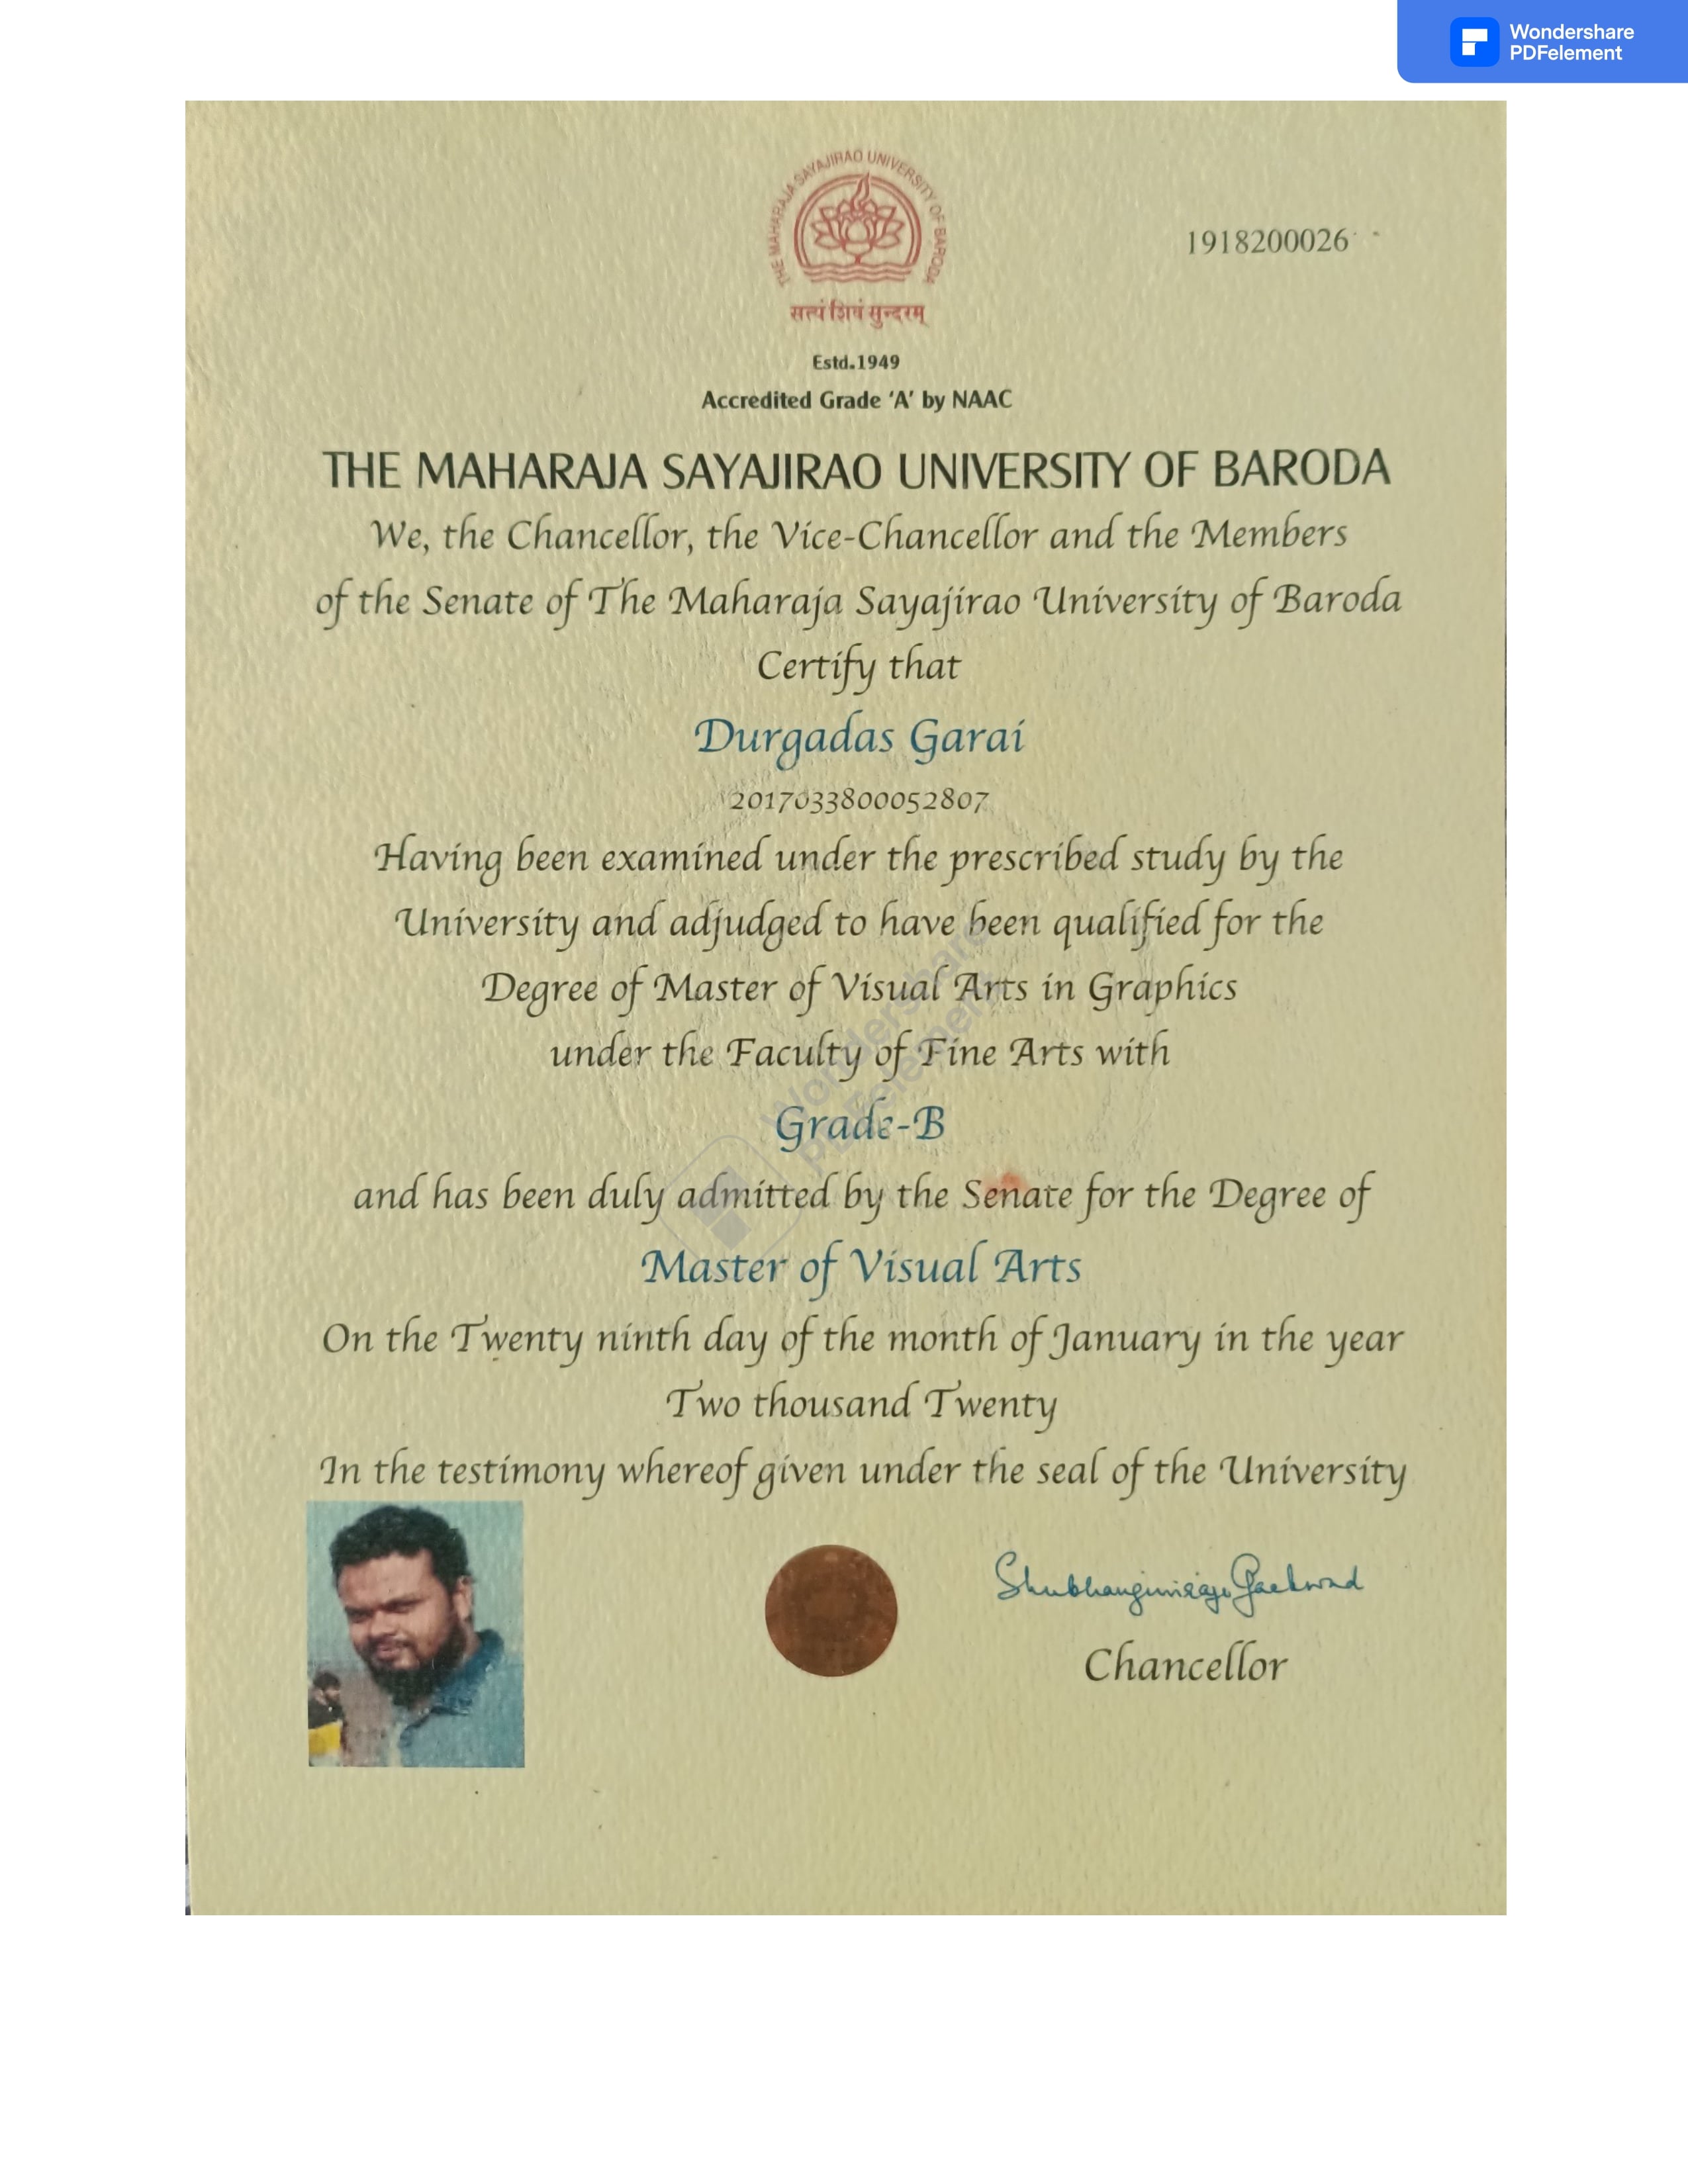 Wondershare
PDFelement
THE MAHARAJA SAYAJIRAO UNIVERSITY OF BARODA
1918200026
सत्यं शिवं सुन्दरम्
Estd.1949
Accredited Grade ‘A’ by NAAC
THE MAHARAJA SAYAJIRAO UNIVERSITY OF BARODA
We, the Chancellor, the Vice-Chancellor and the Members
of the Senate of The Maharaja Sayajirao University of Baroda
Certify that
Durgadas Garai
2017033800052807
Having been examined under the prescribed study by the
University and adjudged to have been qualified for the
Degree of Master of Visual Arts in Graphics
under the Faculty of Fine Arts with
Grade-B
and has been duly admitted by the Senate for the Degree of
Master of Visual Arts
On the Twenty ninth day of the month of January in the year
Two thousand Twenty
In the testimony whereof given under the seal of the University
Shubhanginiraje Gaekwad
Chancellor
Wondershare
PDFelement